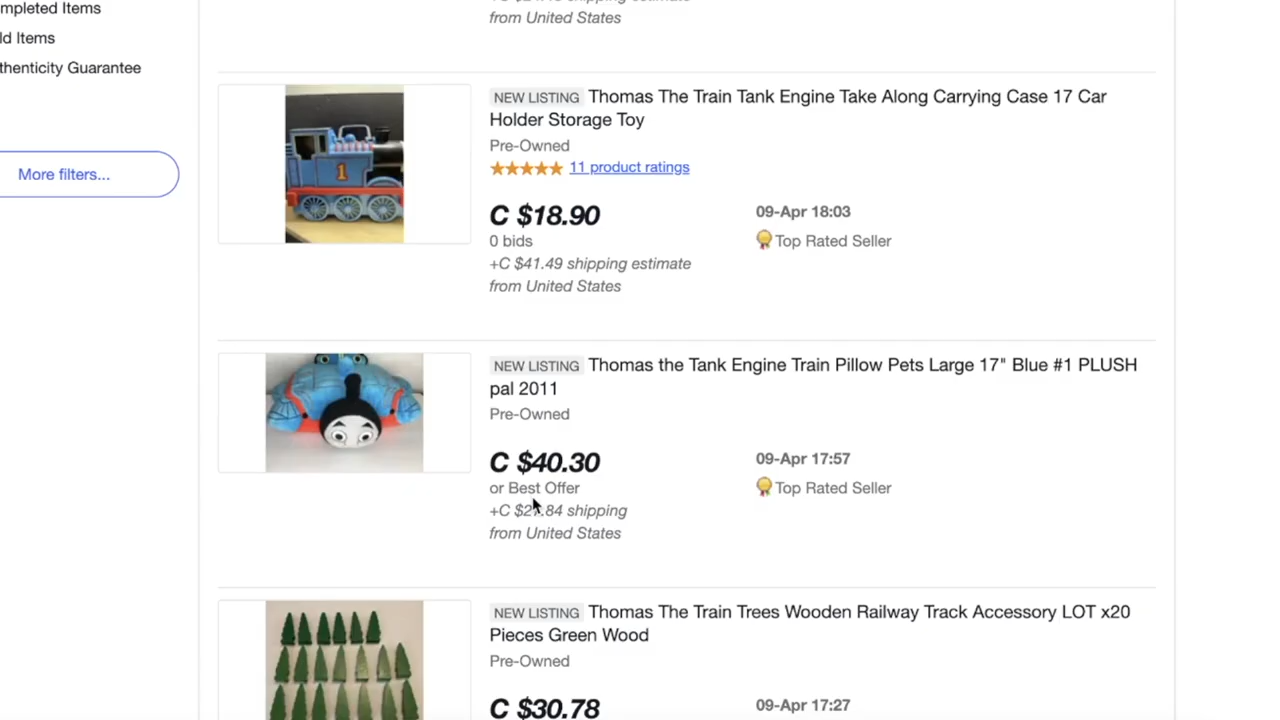 mpleted Items
ld Items
thenticity Guarantee
More filters...
from United States
NEW LISTING Thomas The Train Tank Engine Take Along Carrying Case 17 Car
Holder Storage Toy
Pre-Owned
11 product ratings
C $18.90
09-Apr 18:03
0 bids
Top Rated Seller
+C $41.49 shipping estimate
from United States
1
NEW LISTING Thomas the Tank Engine Train Pillow Pets Large 17" Blue #1 PLUSH
pal 2011
Pre-Owned
C $40.30
09-Apr 17:57
or Best Offer
Top Rated Seller
shipping
from United States
NEW LISTING Thomas The Train Trees Wooden Railway Track Accessory LOT x20
Pieces Green Wood
Pre-Owned
C $30.78
09-Apr 17:27